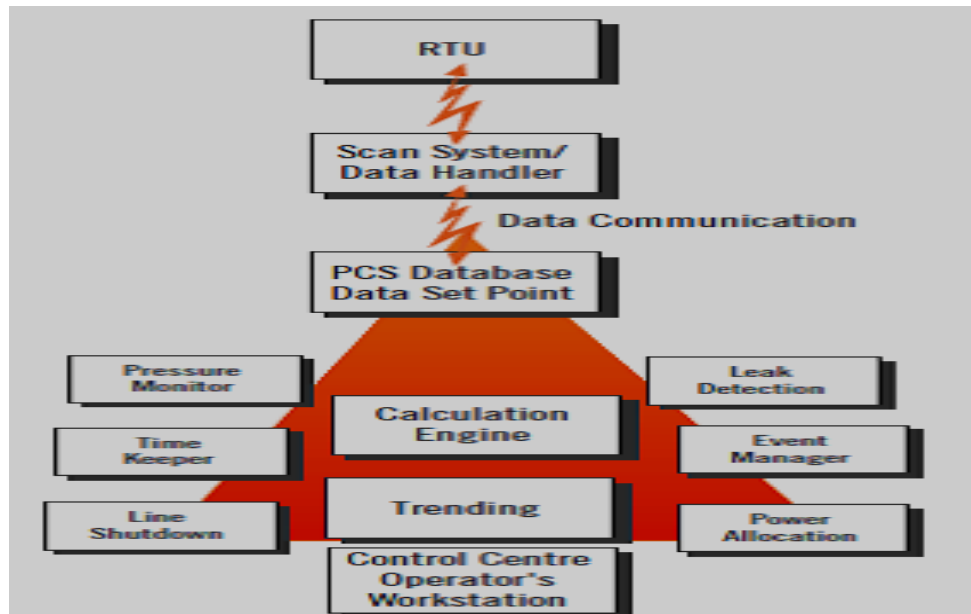 RTU
Scan System/
Data Handler
Data Communication
PCS Database
Data Set Point
Pressure
Monitor
Leak
Detection
Calculation
Engine
Time
Keeper
Event
Manager
Line
Shutdown
Trending
Power
Allocation
Control Centre
Operator's
Workstation